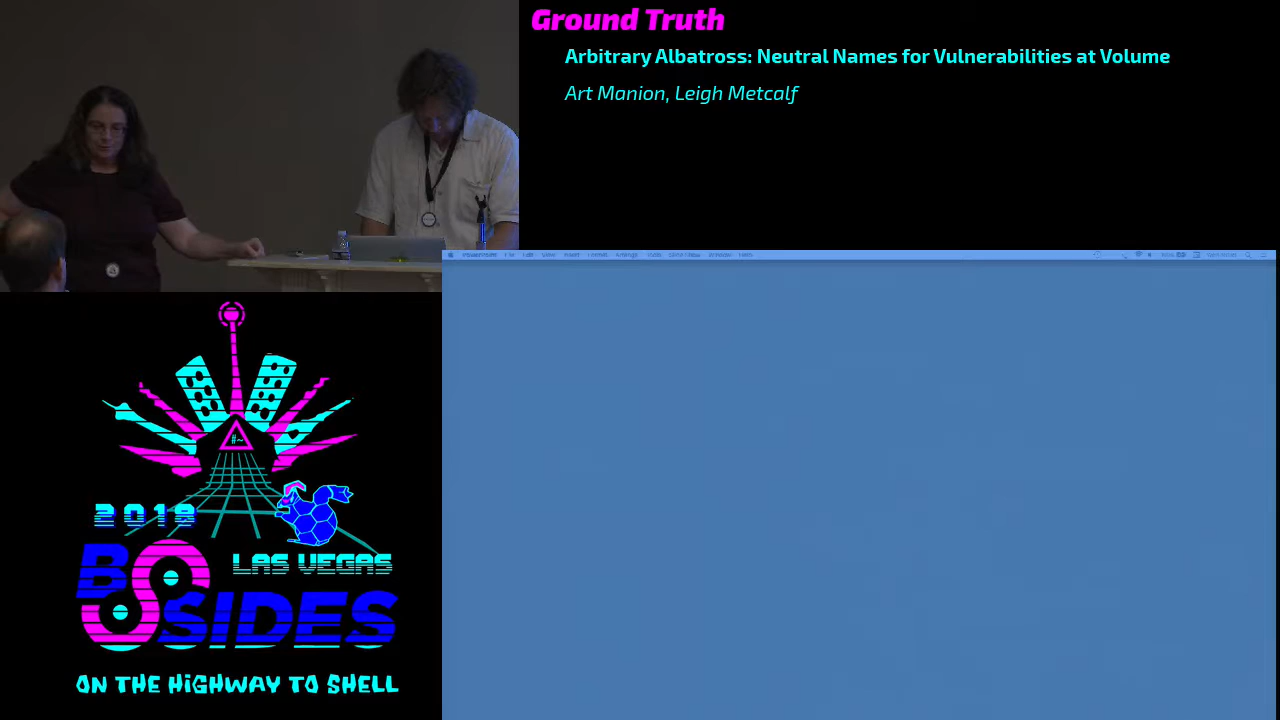 Ground Truth
Arbitrary Albatross: Neutral Names for Vulnerabilities at Volume
Art Manion, Leigh Metcalf
#~
2019
BSIDES
LAS VEGAS
ON THE HIGHWAY TO SHELL